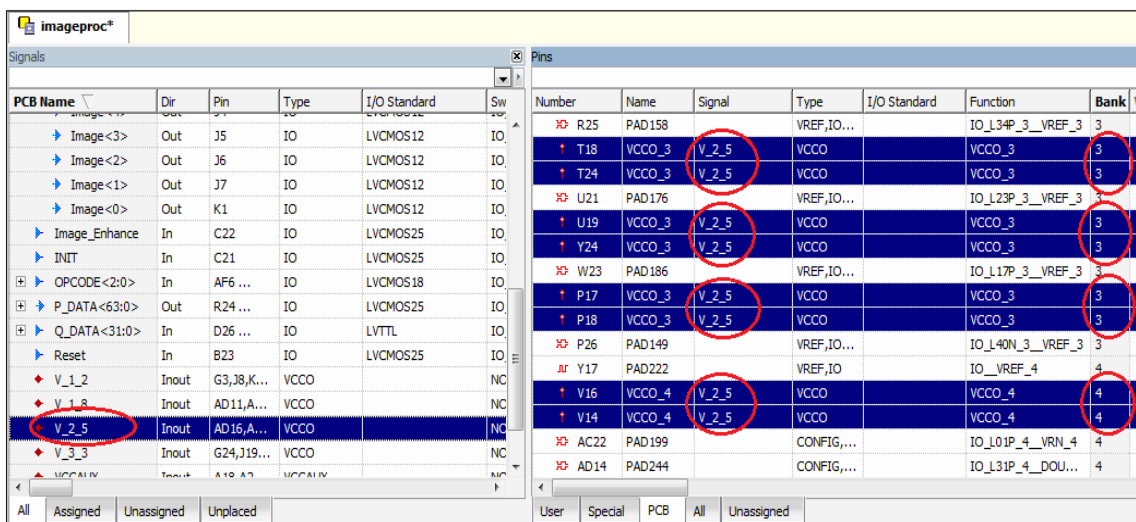 imageproc*
Signals
PCB Name Dir Pin Type I/O Standard Sw
Image<3> Out J5 IO LVCMOS12 IO_
Image<2> Out J6 IO LVCMOS12 IO_
Image<1> Out J7 IO LVCMOS12 IO_
Image<0> Out K1 IO LVCMOS12 IO_
Image_Enhance In C22 IO LVCMOS25 IO_
INIT In C21 IO LVCMOS25 IO_
OPCODE<2:0> In AF6 ... IO LVCMOS18 IO_
P_DATA<63:0> Out R24 ... IO LVCMOS25 IO_
Q_DATA<31:0> In D26 ... IO LVTTL IO_
Reset In B23 IO LVCMOS25 IO_
V_1_2 Inout G3,J8,K... VCCO NC
V_1_8 Inout AD11,A... VCCO NC
V_2_5 Inout AD16,A... VCCO NC
V_3_3 Inout G24,J19... VCCO NC
All Assigned Unassigned Unplaced
Pins
Number Name Signal Type I/O Standard Function Bank
R25 PAD158 VREF,IO... IO_L34P_3__VREF_3 3
T18 VCCO_3 V_2_5 VCCO VCCO_3 3
T24 VCCO_3 V_2_5 VCCO VCCO_3 3
U21 PAD176 VREF,IO... IO_L23P_3__VREF_3 3
U19 VCCO_3 V_2_5 VCCO VCCO_3 3
Y24 VCCO_3 V_2_5 VCCO VCCO_3 3
W23 PAD186 VREF,IO... IO_L17P_3__VREF_3 3
P17 VCCO_3 V_2_5 VCCO VCCO_3 3
P18 VCCO_3 V_2_5 VCCO VCCO_3 3
P26 PAD149 VREF,IO... IO_L40N_3__VREF_3 3
Y17 PAD222 VREF,IO IO__VREF_4 4
V16 VCCO_4 V_2_5 VCCO VCCO_4 4
V14 VCCO_4 V_2_5 VCCO VCCO_4 4
AC22 PAD199 CONFIG,... IO_L01P_4__VRN_4 4
AD14 PAD244 CONFIG,... IO_L31P_4__DOU... 4
User Special PCB All Unassigned